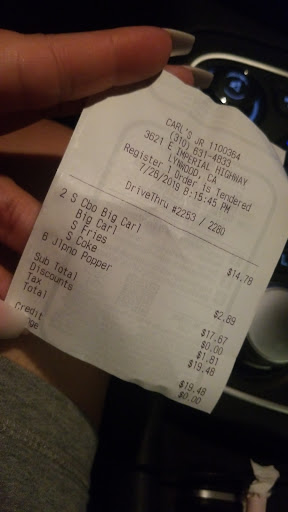 CARL'S JR 1100364
(310) 631-4833
3621 E IMPERIAL HIGHWAY
LYNWOOD, CA
Register 1 Order is Tendered
7/26/2019 8:15:45 PM
DriveThru #2253 / 2280
2 S Cbo Big Carl $14.78
Big Carl
S Fries
S Coke
6 Jlpno Popper $2.89
Sub Total $17.67
Discounts $0.00
Tax $1.81
Total $19.48
Credit $19.48
nge $0.00